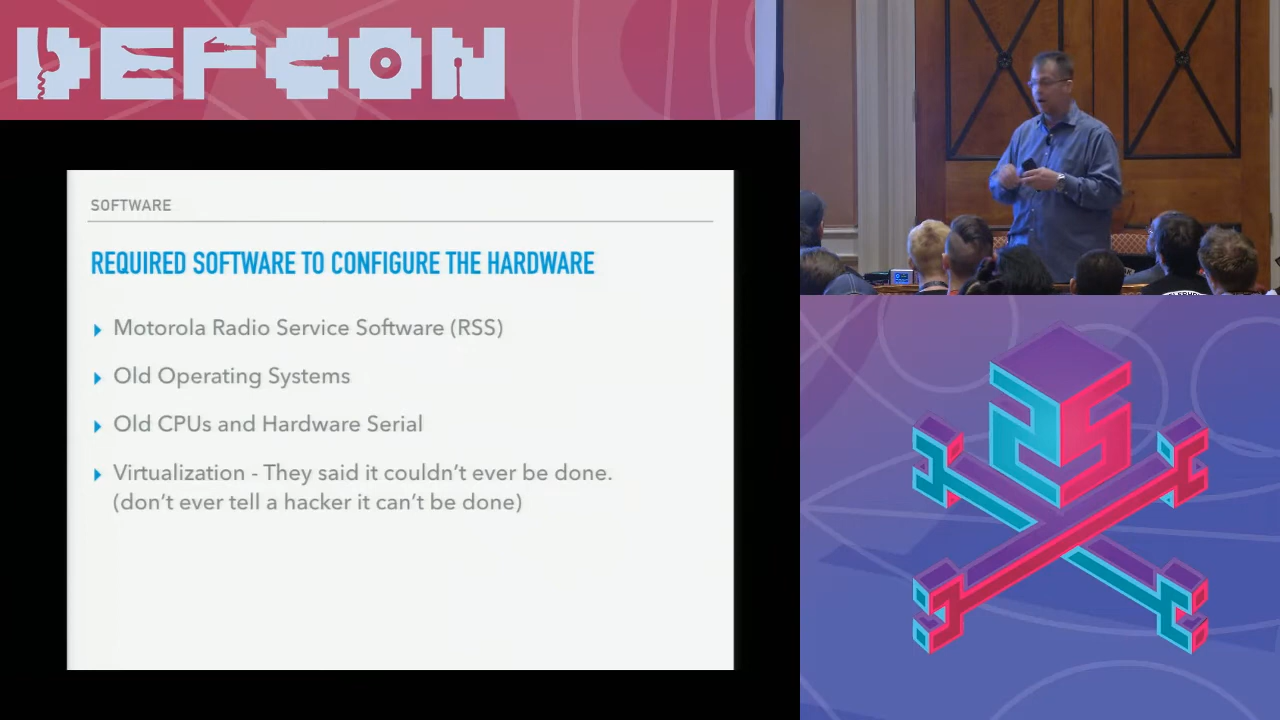 DEFCON
SOFTWARE
REQUIRED SOFTWARE TO CONFIGURE THE HARDWARE
Motorola Radio Service Software (RSS)
Old Operating Systems
Old CPUs and Hardware Serial
Virtualization - They said it couldn't ever be done.
(don't ever tell a hacker it can't be done)
25